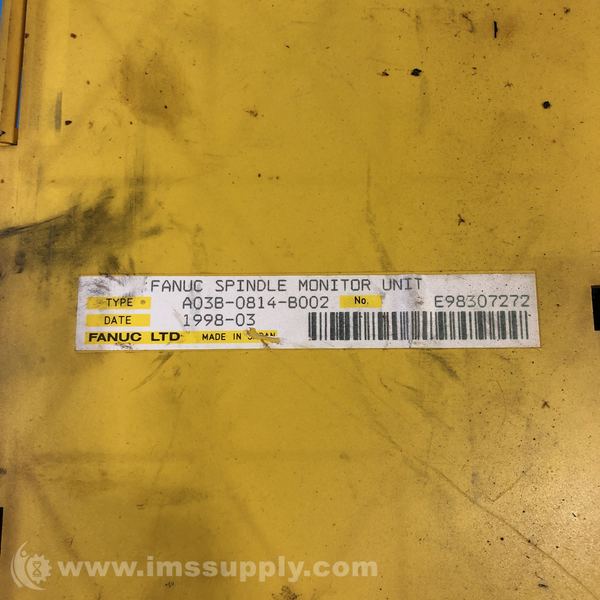 FANUC SPINDLE MONITOR UNIT
TYPE A03B-0814-B002 No. E98307272
DATE 1998-03
FANUC LTD MADE IN JAPAN
www.imssupply.com